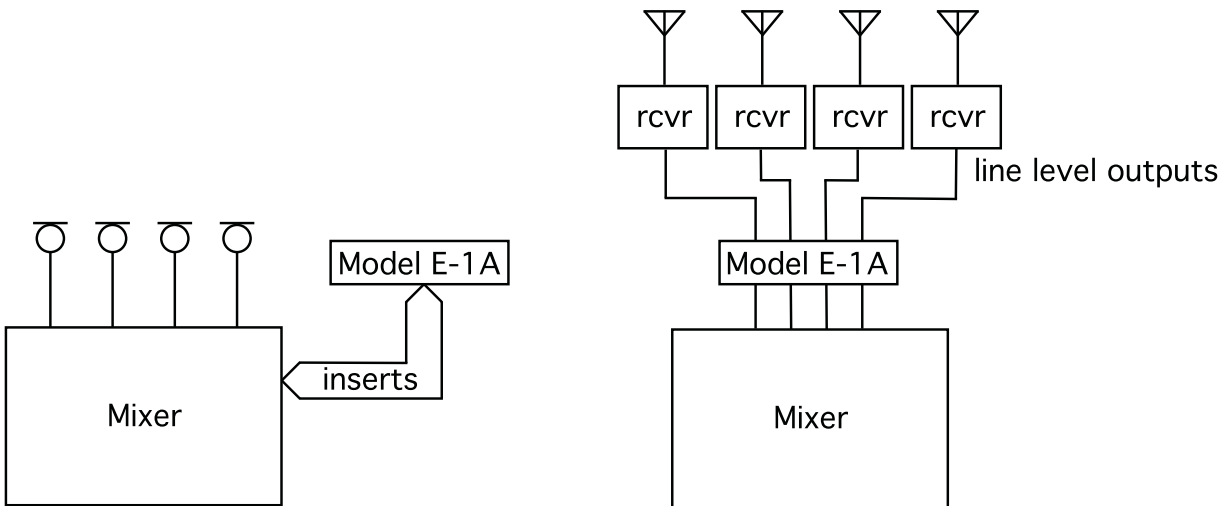 Model E-1A
inserts
Mixer
rcvr
rcvr
rcvr
rcvr
line level outputs
Model E-1A
Mixer